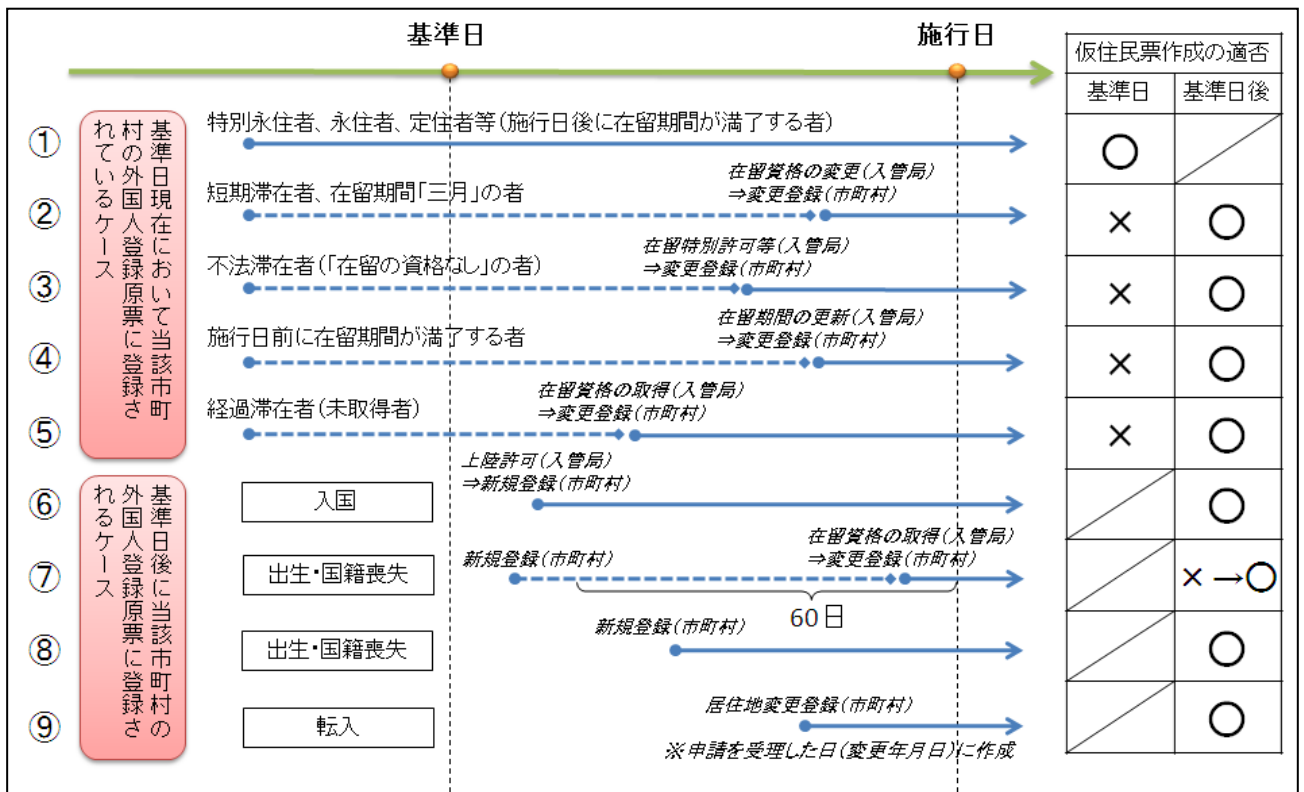 基準日
施行日
仮住民票作成の適否
基準日
基準日後
基準日現在において当該市町
村の外国人登録原票に登録さ
れているケース
①
特別永住者、永住者、定住者等(施行日後に在留期間が満了する者)
○
②
短期滞在者、在留期間「三月」の者
在留資格の変更(入管局)
⇒変更登録(市町村)
×
○
③
不法滞在者(「在留の資格なし」の者)
在留特別許可等(入管局)
⇒変更登録(市町村)
×
○
④
施行日前に在留期間が満了する者
在留期間の更新(入管局)
⇒変更登録(市町村)
×
○
⑤
経過滞在者(未取得者)
在留資格の取得(入管局)
⇒変更登録(市町村)
×
○
基準日後に当該市町村の
外国人登録原票に登録さ
れるケース
⑥
入国
上陸許可(入管局)
⇒新規登録(市町村)
○
⑦
出生・国籍喪失
新規登録(市町村)
在留資格の取得(入管局)
⇒変更登録(市町村)
60日
×→○
⑧
出生・国籍喪失
新規登録(市町村)
○
⑨
転入
居住地変更登録(市町村)
※申請を受理した日(変更年月日)に作成
○